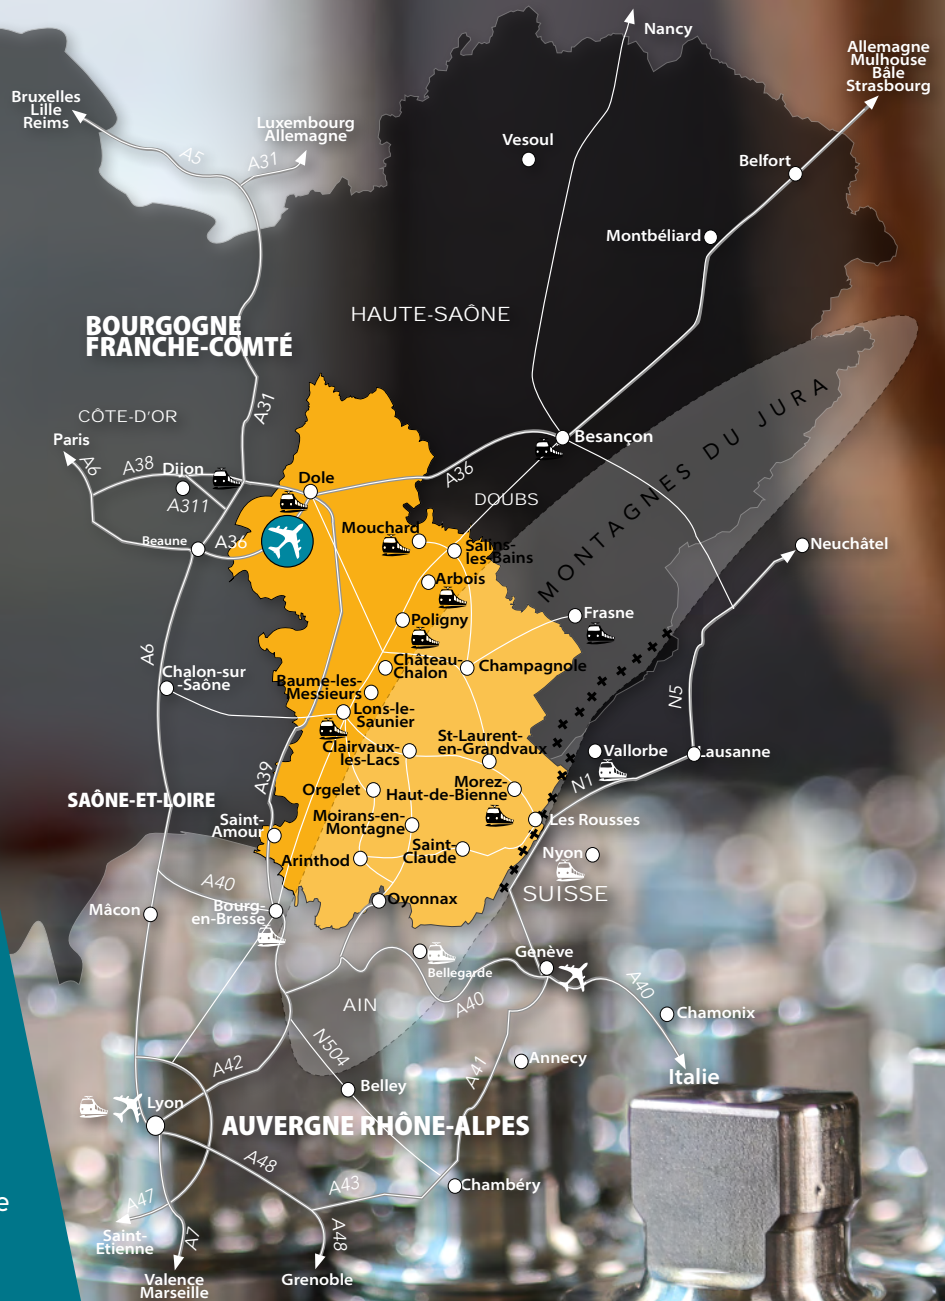 Nancy
Allemagne
Mulhouse
Bâle
Strasbourg
Bruxelles
Lille
Reims
Luxembourg
Allemagne
A5
A31
Vesoul
Belfort
Montbéliard
HAUTE-SAÔNE
BOURGOGNE
FRANCHE-COMTÉ
MONTAGNES DU JURA
A31
CÔTE-D'OR
Paris
A6
A38
Dijon
A311
Besançon
A36
DOUBS
Dole
Mouchard
Salins-
les-Bains
Beaune
A36
Neuchâtel
Arbois
Poligny
Frasne
A6
Château-
Chalon
Champagnole
Chalon-sur
-Saône
Baume-les-
Messieurs
N5
Lons-le-
Saunier
St-Laurent-
en-Grandvaux
Clairvaux-
les-Lacs
Vallorbe
Lausanne
A39
Orgelet
Morez-
Haut-de-Bienne
N1
SAÔNE-ET-LOIRE
Saint-
Amour
Moirans-en-
Montagne
Les Rousses
Arinthod
Saint-
Claude
Nyon
SUISSE
A40
Mâcon
Bourg-
en-Bresse
Oyonnax
Bellegarde
Genève
A40
A40
AIN
Chamonix
N504
A42
A41
Annecy
Italie
Belley
Lyon
AUVERGNE RHÔNE-ALPES
A48
A43
Chambéry
A47
Saint-
Etienne
A7
A48
Valence
Marseille
Grenoble
e